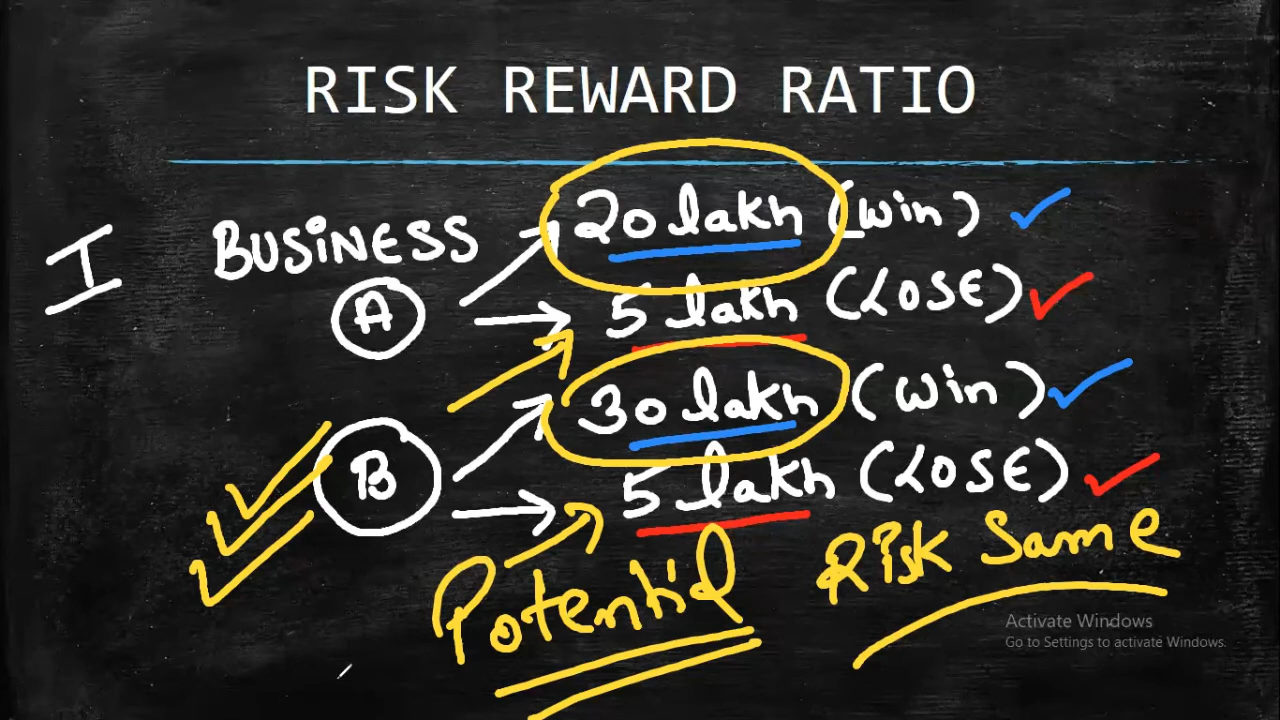 RISK REWARD RATIO
I BUSINESS 20 lakh (win)
A 5 lakh (LOSE)
30 lakh (win)
B 5 lakh (LOSE)
Potential Risk Same
Activate Windows
Go to Settings to activate Windows.